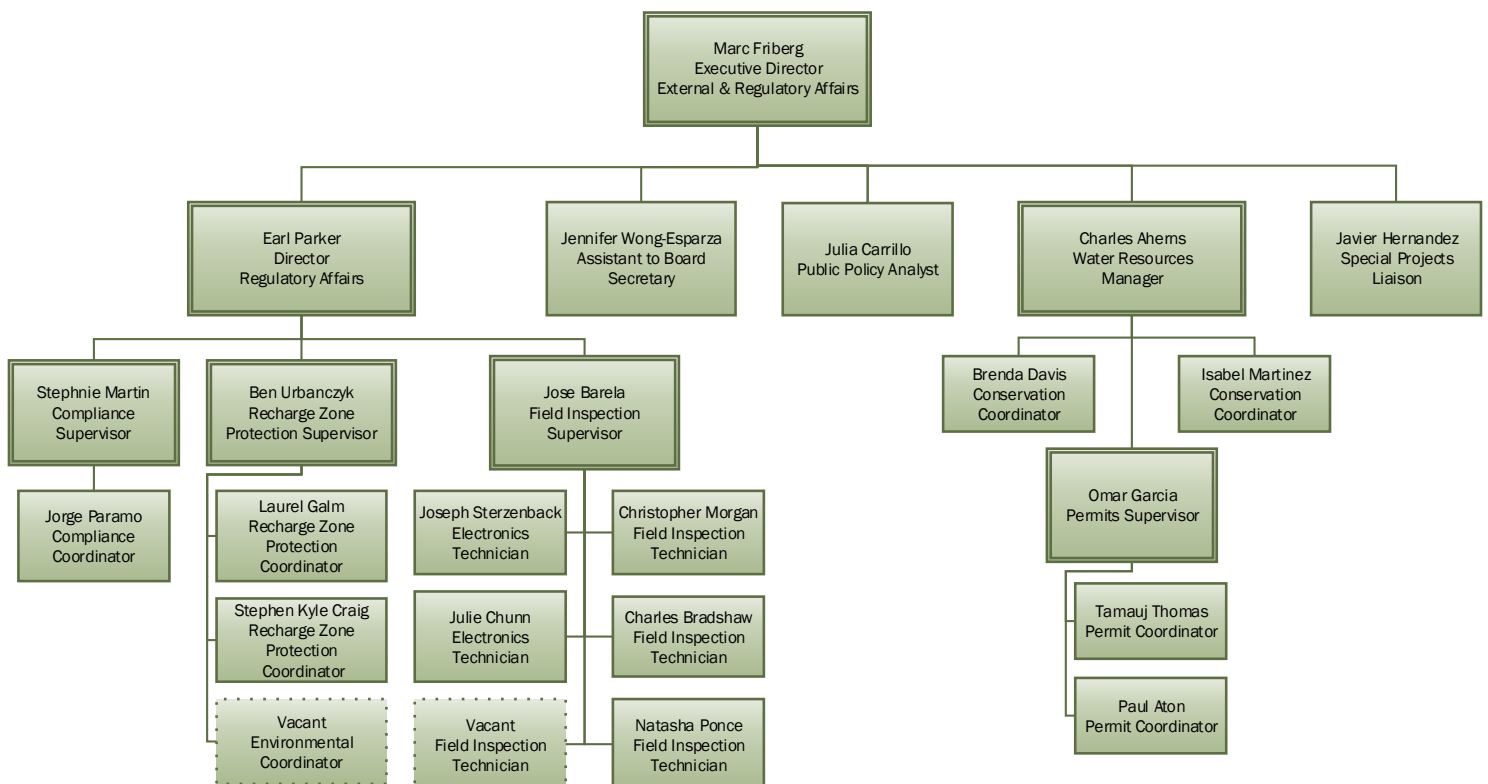 Marc Friberg
Executive Director
External & Regulatory Affairs
Earl Parker
Director
Regulatory Affairs
Jennifer Wong-Esparza
Assistant to Board
Secretary
Julia Carrillo
Public Policy Analyst
Charles Aherns
Water Resources
Manager
Javier Hernandez
Special Projects
Liaison
Stephnie Martin
Compliance
Supervisor
Ben Urbanczyk
Recharge Zone
Protection Supervisor
Jose Barela
Field Inspection
Supervisor
Brenda Davis
Conservation
Coordinator
Isabel Martinez
Conservation
Coordinator
Omar Garcia
Permits Supervisor
Jorge Paramo
Compliance
Coordinator
Laurel Galm
Recharge Zone
Protection
Coordinator
Joseph Sterzenback
Electronics
Technician
Christopher Morgan
Field Inspection
Technician
Stephen Kyle Craig
Recharge Zone
Protection
Coordinator
Julie Chunn
Electronics
Technician
Charles Bradshaw
Field Inspection
Technician
Tamauj Thomas
Permit Coordinator
Vacant
Environmental
Coordinator
Vacant
Field Inspection
Technician
Natasha Ponce
Field Inspection
Technician
Paul Aton
Permit Coordinator